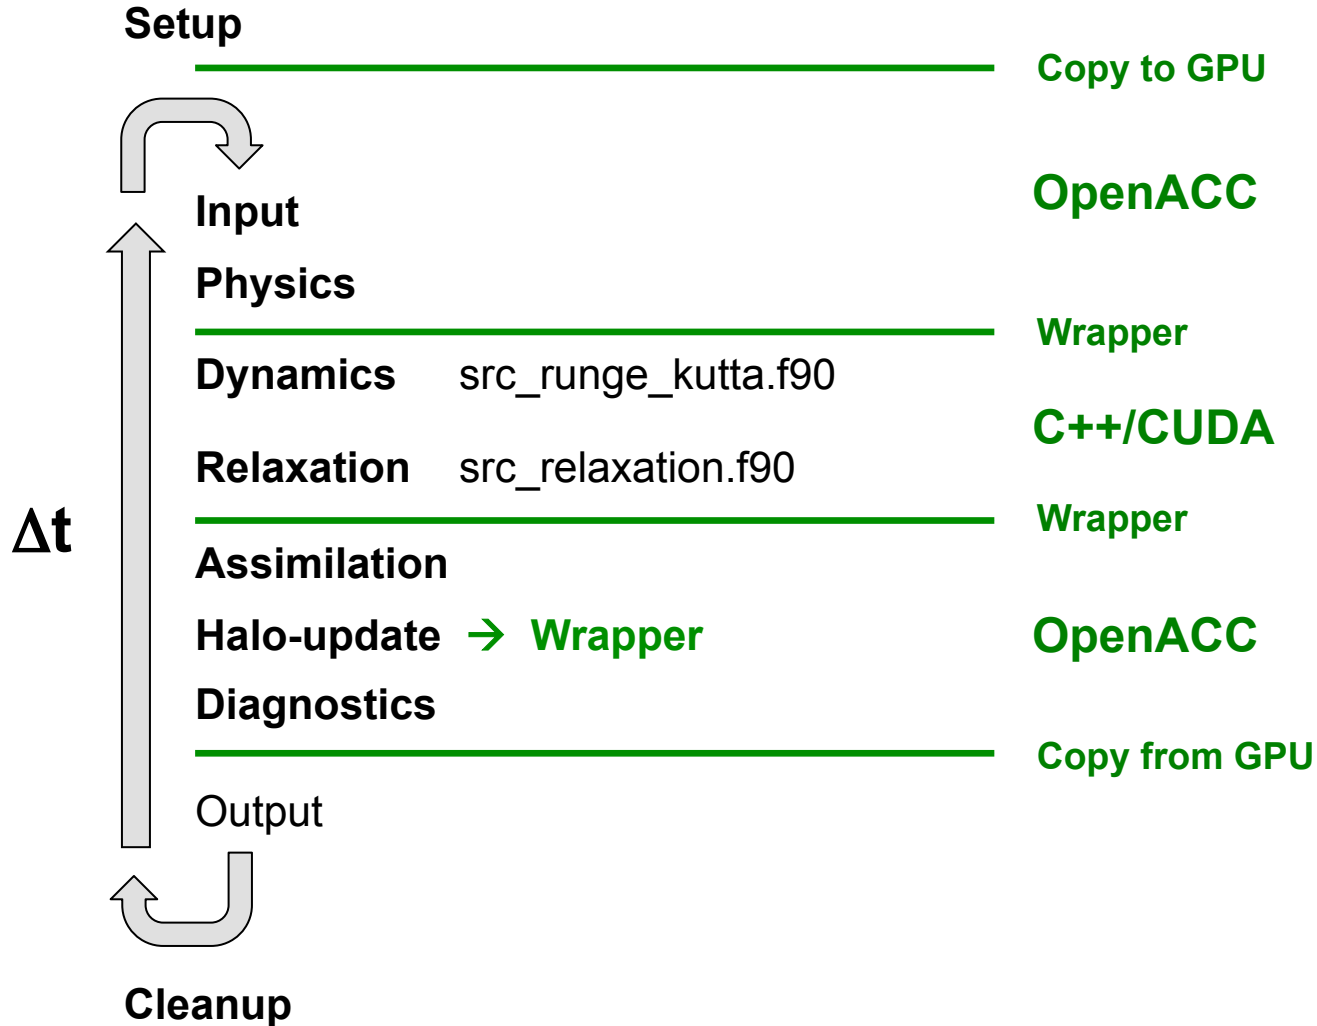 Setup
Copy to GPU
OpenACC
Input
Physics
Wrapper
Dynamics src_runge_kutta.f90
C++/CUDA
Relaxation src_relaxation.f90
Wrapper
Δt
Assimilation
Halo-update → Wrapper
OpenACC
Diagnostics
Copy from GPU
Output
Cleanup